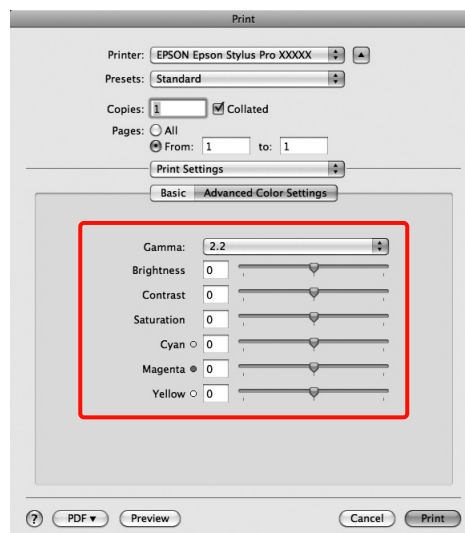 Print
Printer: EPSON Epson Stylus Pro XXXXX
Presets: Standard
Copies: 1 Collated
Pages: All
From: 1 to: 1
Print Settings
Basic Advanced Color Settings
Gamma: 2.2
Brightness 0
Contrast 0
Saturation 0
Cyan 0
Magenta 0
Yellow 0
? PDF▼ Preview Cancel Print